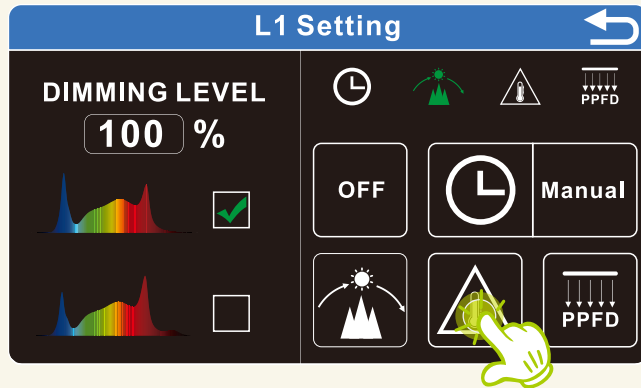 L1 Setting
DIMMING LEVEL
100 %
PPFD
OFF
Manual
PPFD